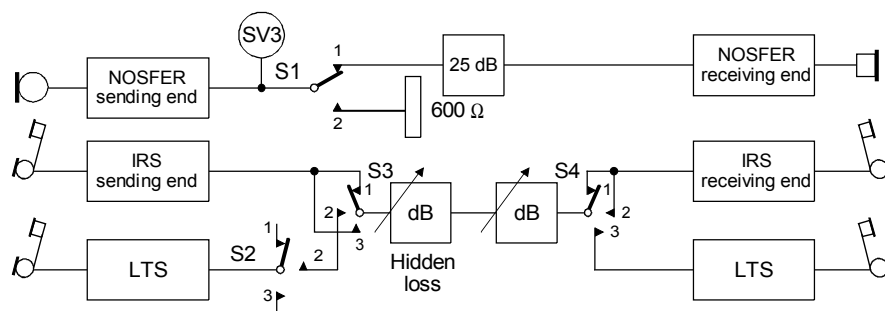 SV3
NOSFER
sending end
S1
1
2
25 dB
600 Ω
NOSFER
receiving end
IRS
sending end
S3
1
2
3
dB
Hidden
loss
dB
S4
1
2
3
IRS
receiving end
LTS
S2
1
2
3
LTS